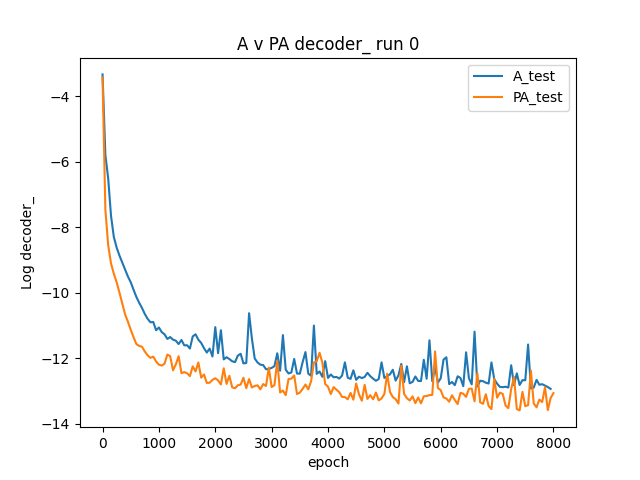 A v PA decoder_ run 0
A_test
PA_test
−4
−6
−8
−10
−12
−14
Log decoder_
0 1000 2000 3000 4000 5000 6000 7000 8000
epoch